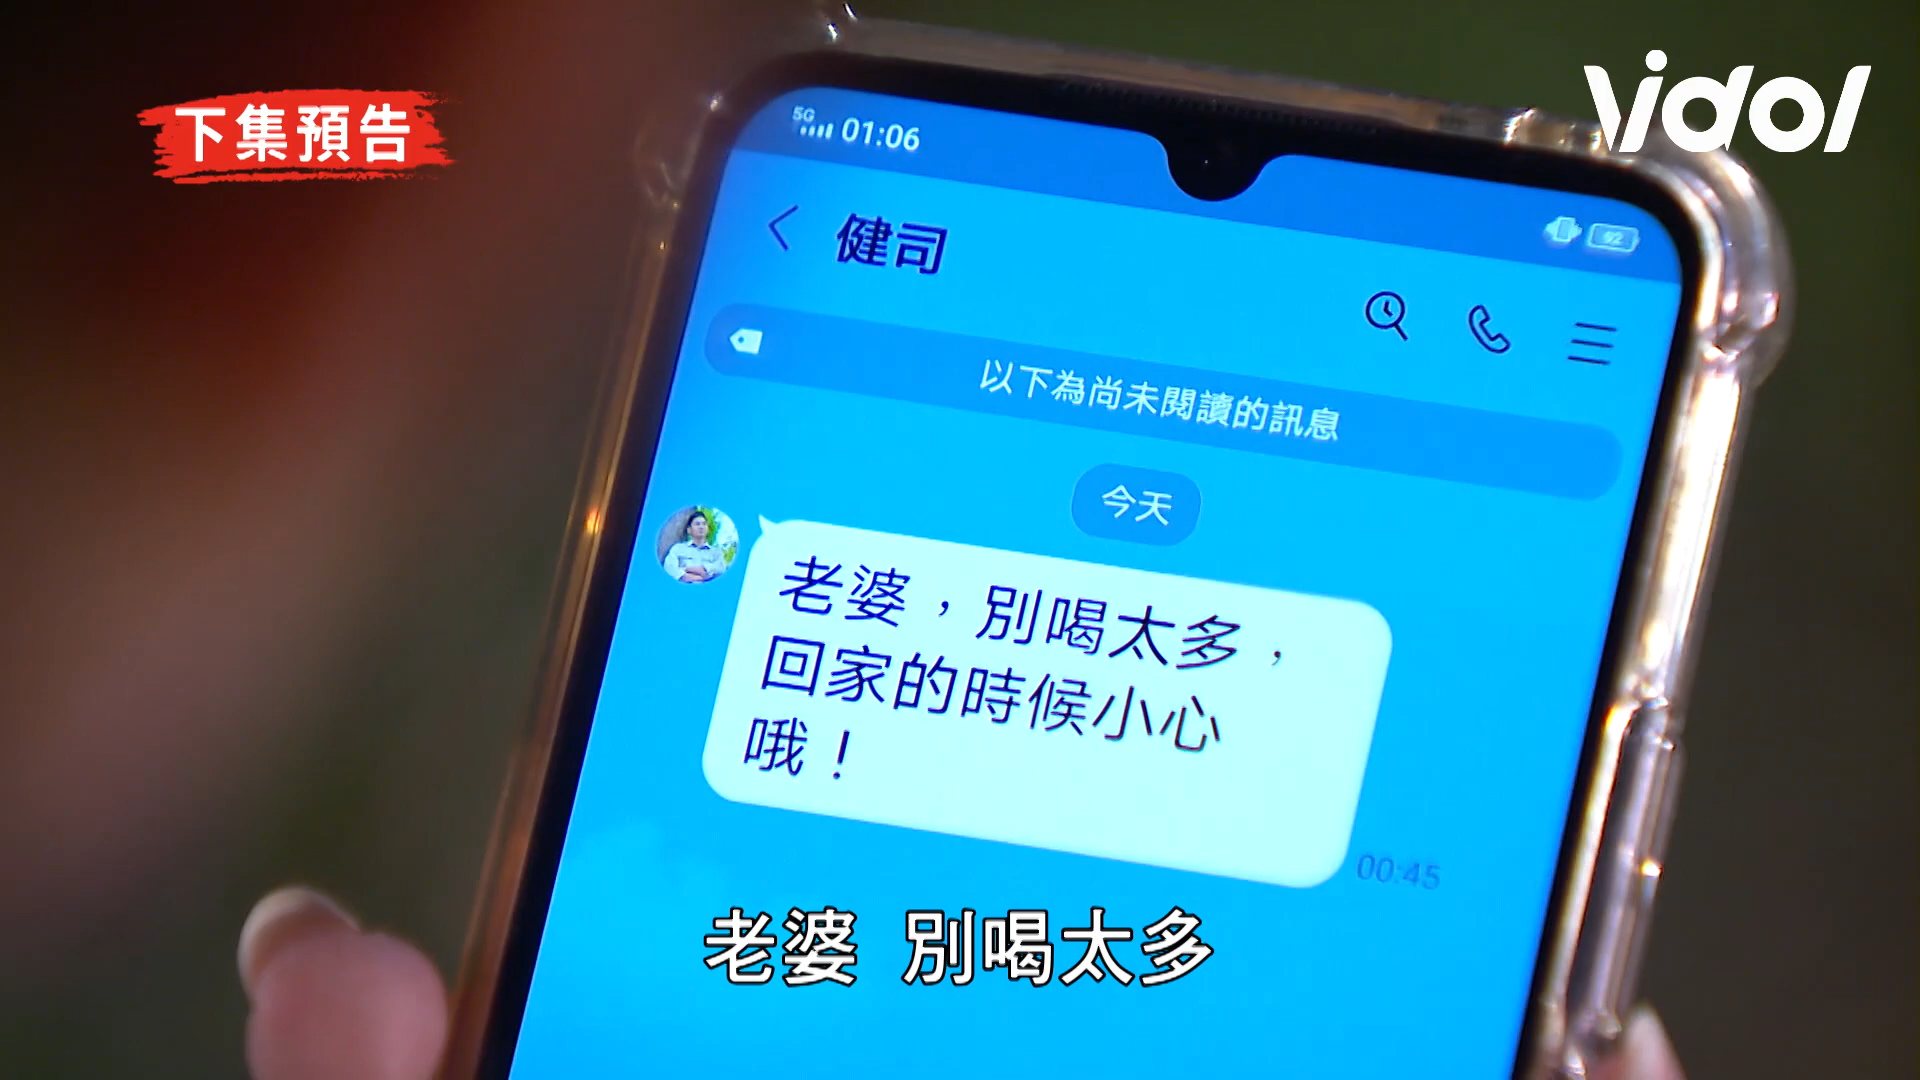 下集預告
Vidol
5G 01:06
92
健司
以下為尚未閱讀的訊息
今天
老婆，別喝太多，
回家的時候小心
哦！
00:45
老婆 別喝太多